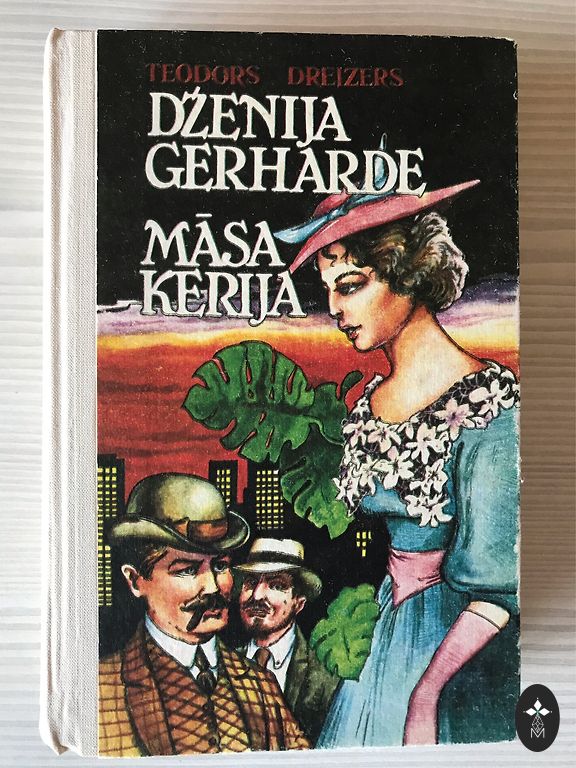 TEODORS DREIZERS
DŽENIJA
GERHARDE
MĀSA
KERIJA
M